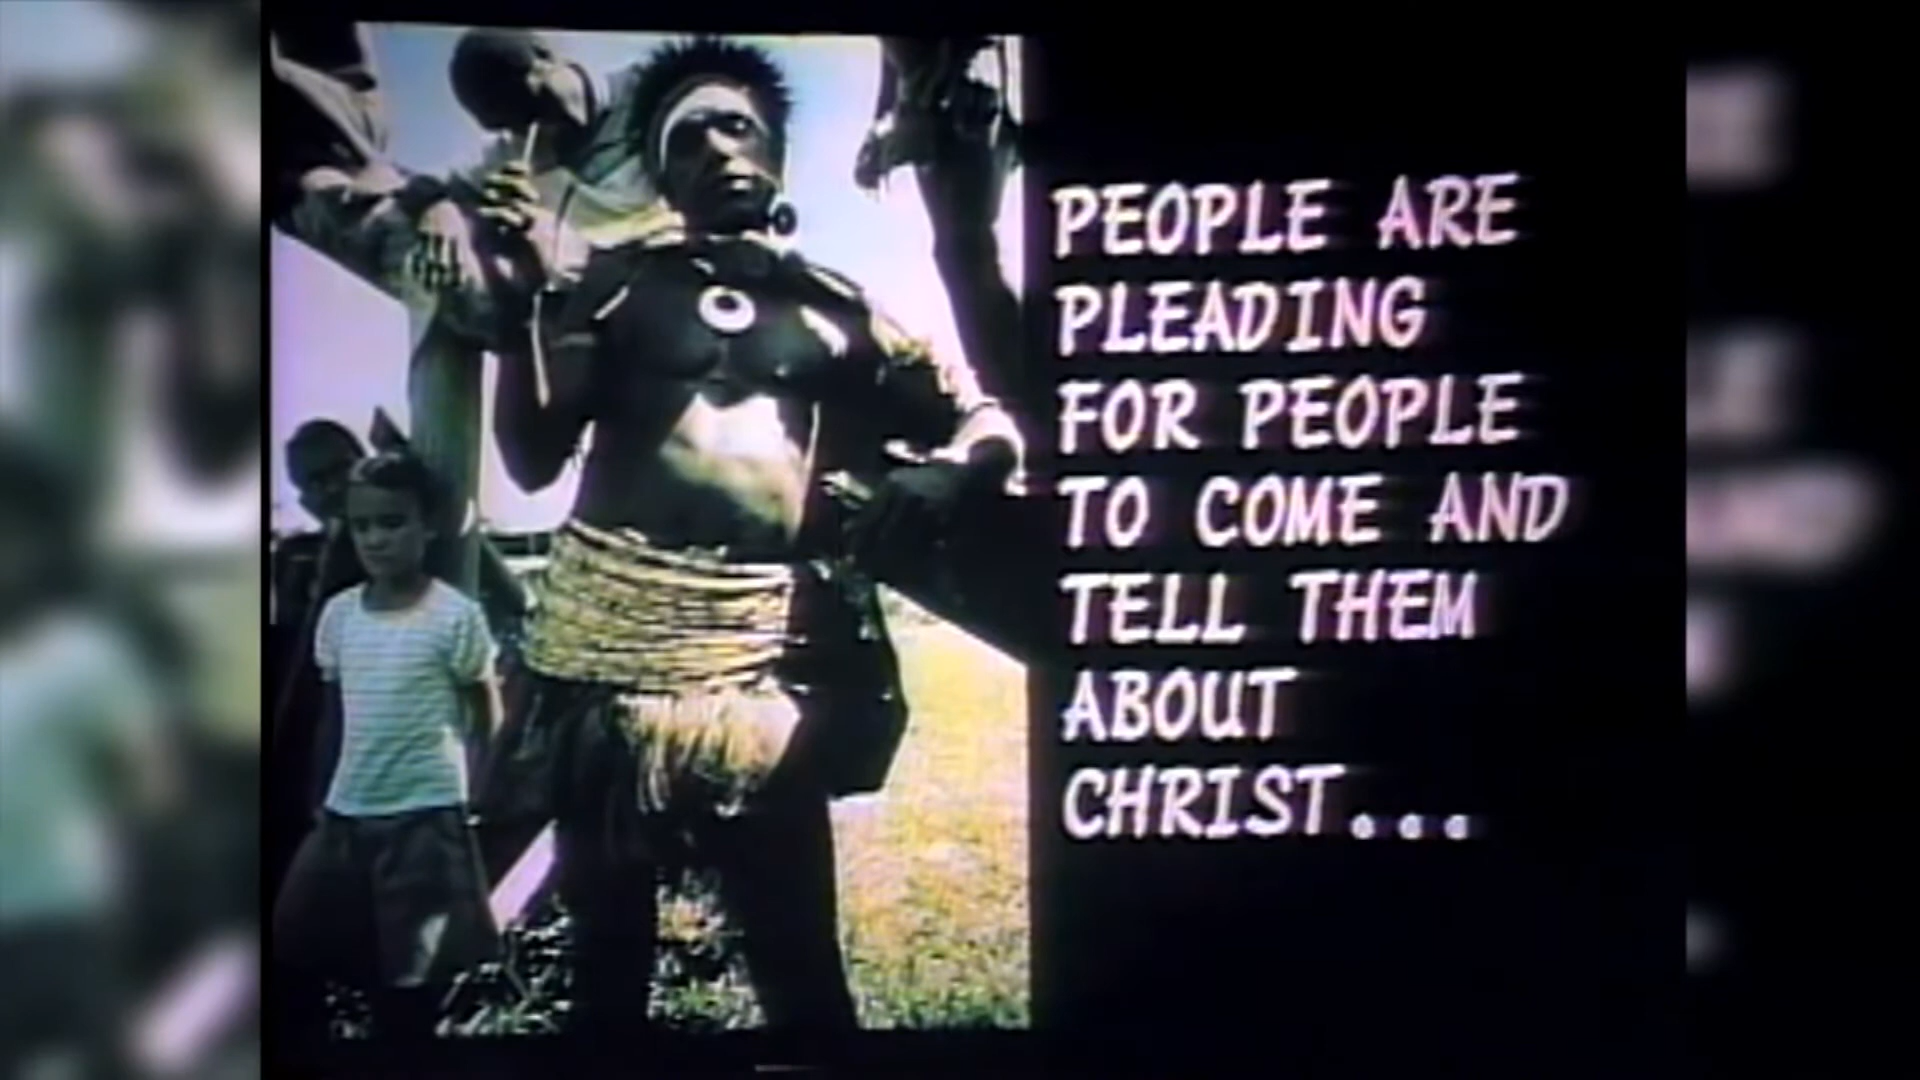 PEOPLE ARE
PLEADING
FOR PEOPLE
TO COME AND
TELL THEM
ABOUT
CHRIST...